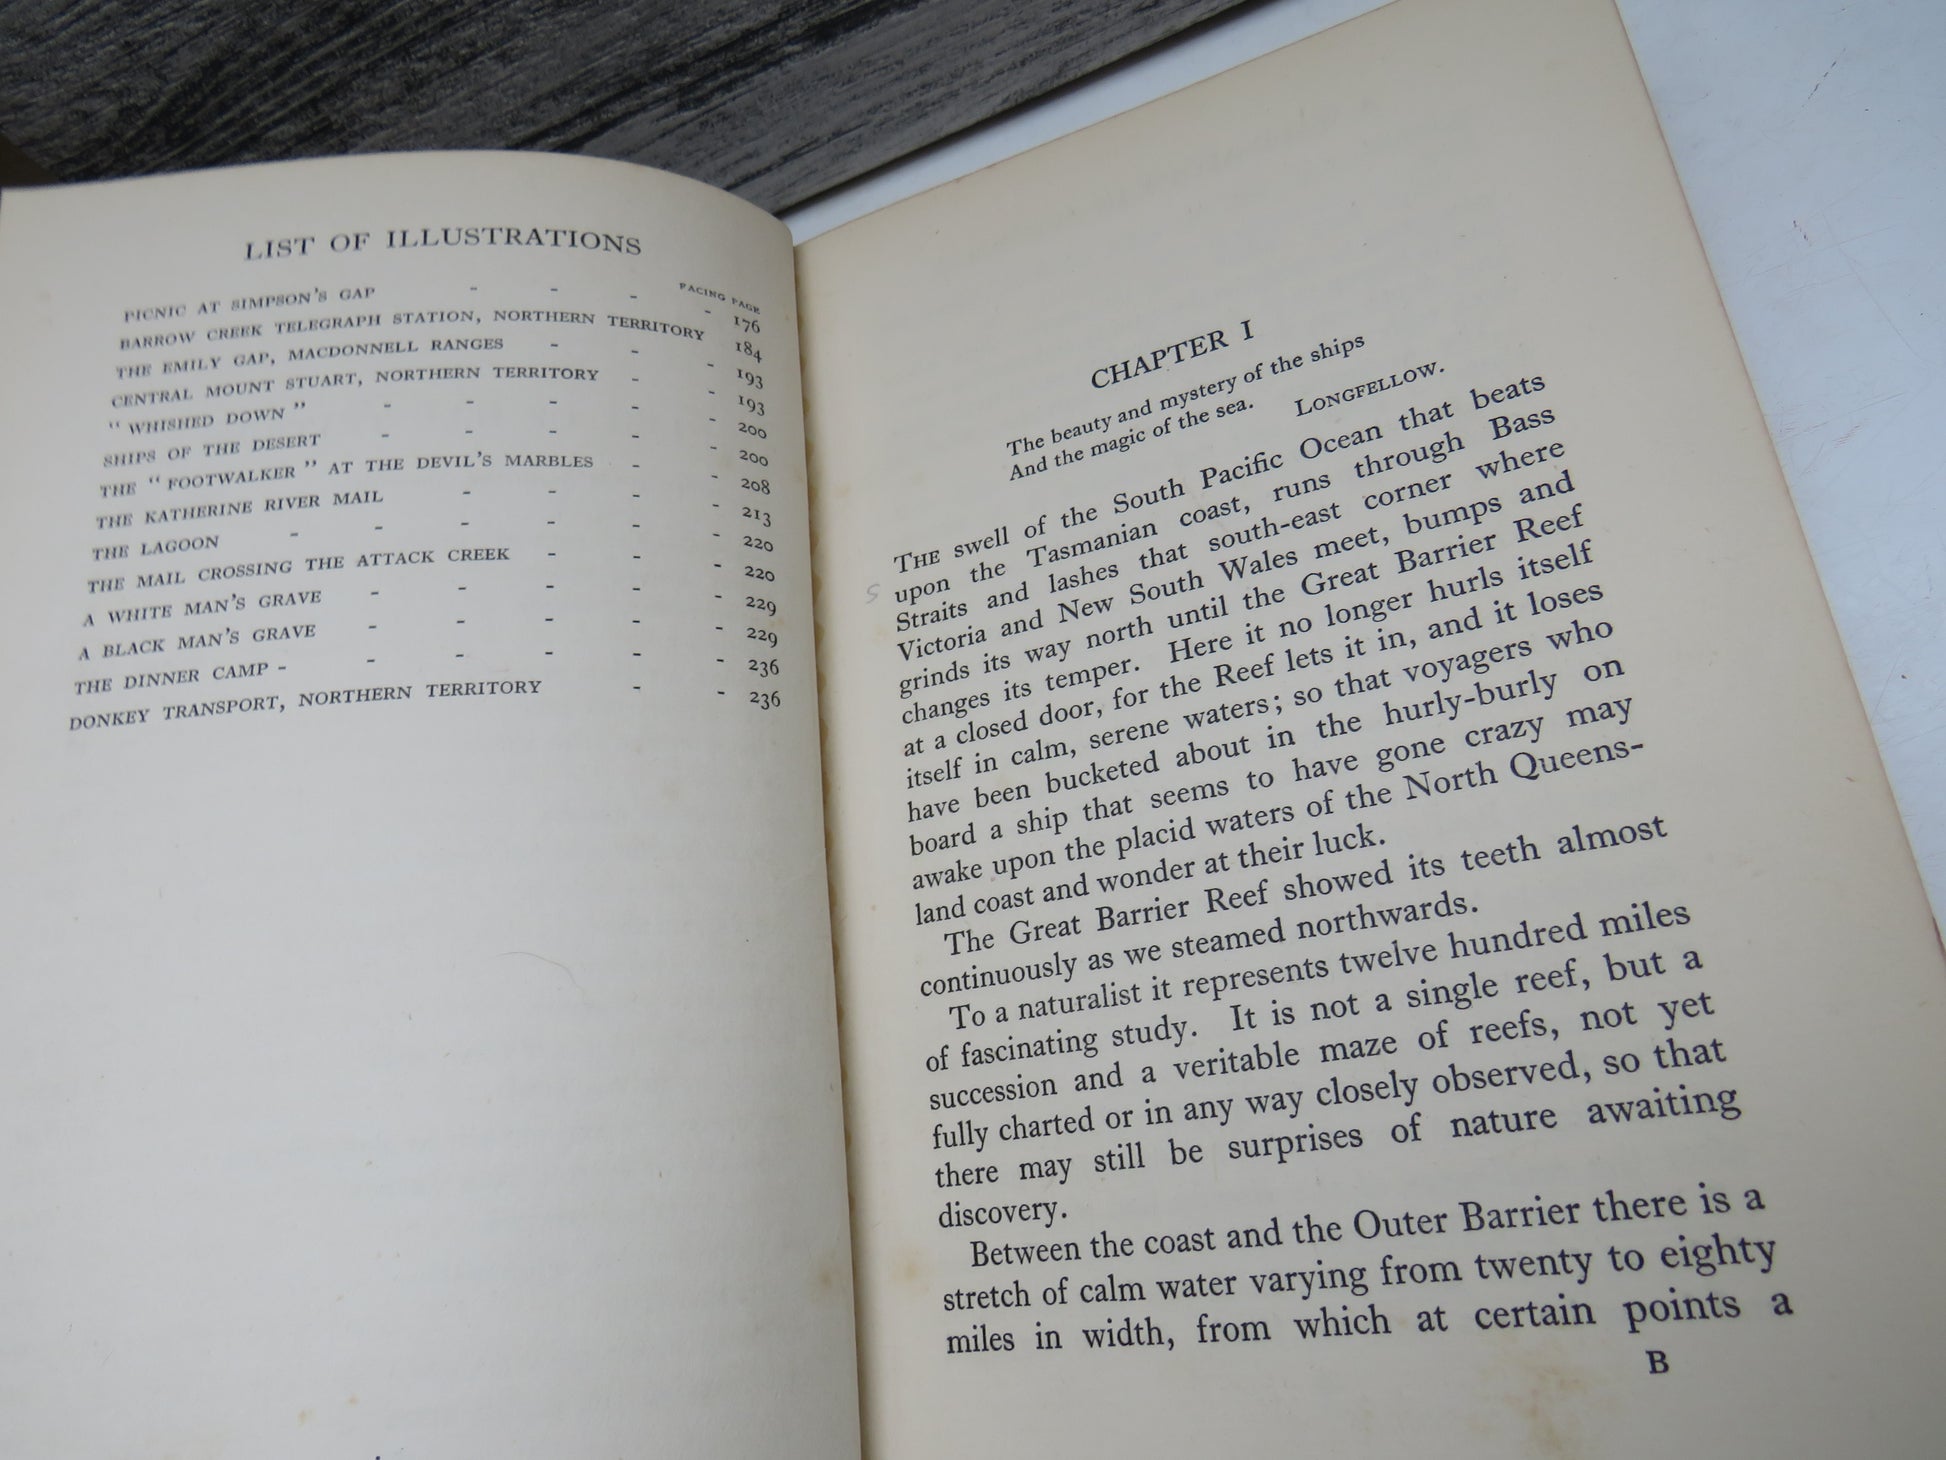 LIST OF ILLUSTRATIONS
FACING PAGE
PICNIC AT SIMPSON'S GAP - - - - 176
BARROW CREEK TELEGRAPH STATION, NORTHERN TERRITORY 184
THE EMILY GAP, MACDONNELL RANGES - - - 193
CENTRAL MOUNT STUART, NORTHERN TERRITORY - - 193
" WHISHED DOWN " - - - - - 200
SHIPS OF THE DESERT - - - - - 200
THE " FOOTWALKER " AT THE DEVIL'S MARBLES - - 208
THE KATHERINE RIVER MAIL - - - - 213
THE LAGOON - - - - - - 220
THE MAIL CROSSING THE ATTACK CREEK - - - 220
A WHITE MAN'S GRAVE - - - - - 229
A BLACK MAN'S GRAVE - - - - - 229
THE DINNER CAMP - - - - - - 236
DONKEY TRANSPORT, NORTHERN TERRITORY - - 236
CHAPTER I
The beauty and mystery of the ships
And the magic of the sea. LONGFELLOW.
THE swell of the South Pacific Ocean that beats
upon the Tasmanian coast, runs through Bass
Straits and lashes that south-east corner where
Victoria and New South Wales meet, bumps and
grinds its way north until the Great Barrier Reef
changes its temper. Here it no longer hurls itself
at a closed door, for the Reef lets it in, and it loses
itself in calm, serene waters; so that voyagers who
have been bucketed about in the hurly-burly on
board a ship that seems to have gone crazy may
awake upon the placid waters of the North Queens-
land coast and wonder at their luck.
The Great Barrier Reef showed its teeth almost
continuously as we steamed northwards.
To a naturalist it represents twelve hundred miles
of fascinating study. It is not a single reef, but a
succession and a veritable maze of reefs, not yet
fully charted or in any way closely observed, so that
there may still be surprises of nature awaiting
discovery.
Between the coast and the Outer Barrier there is a
stretch of calm water varying from twenty to eighty
miles in width, from which at certain points a
B